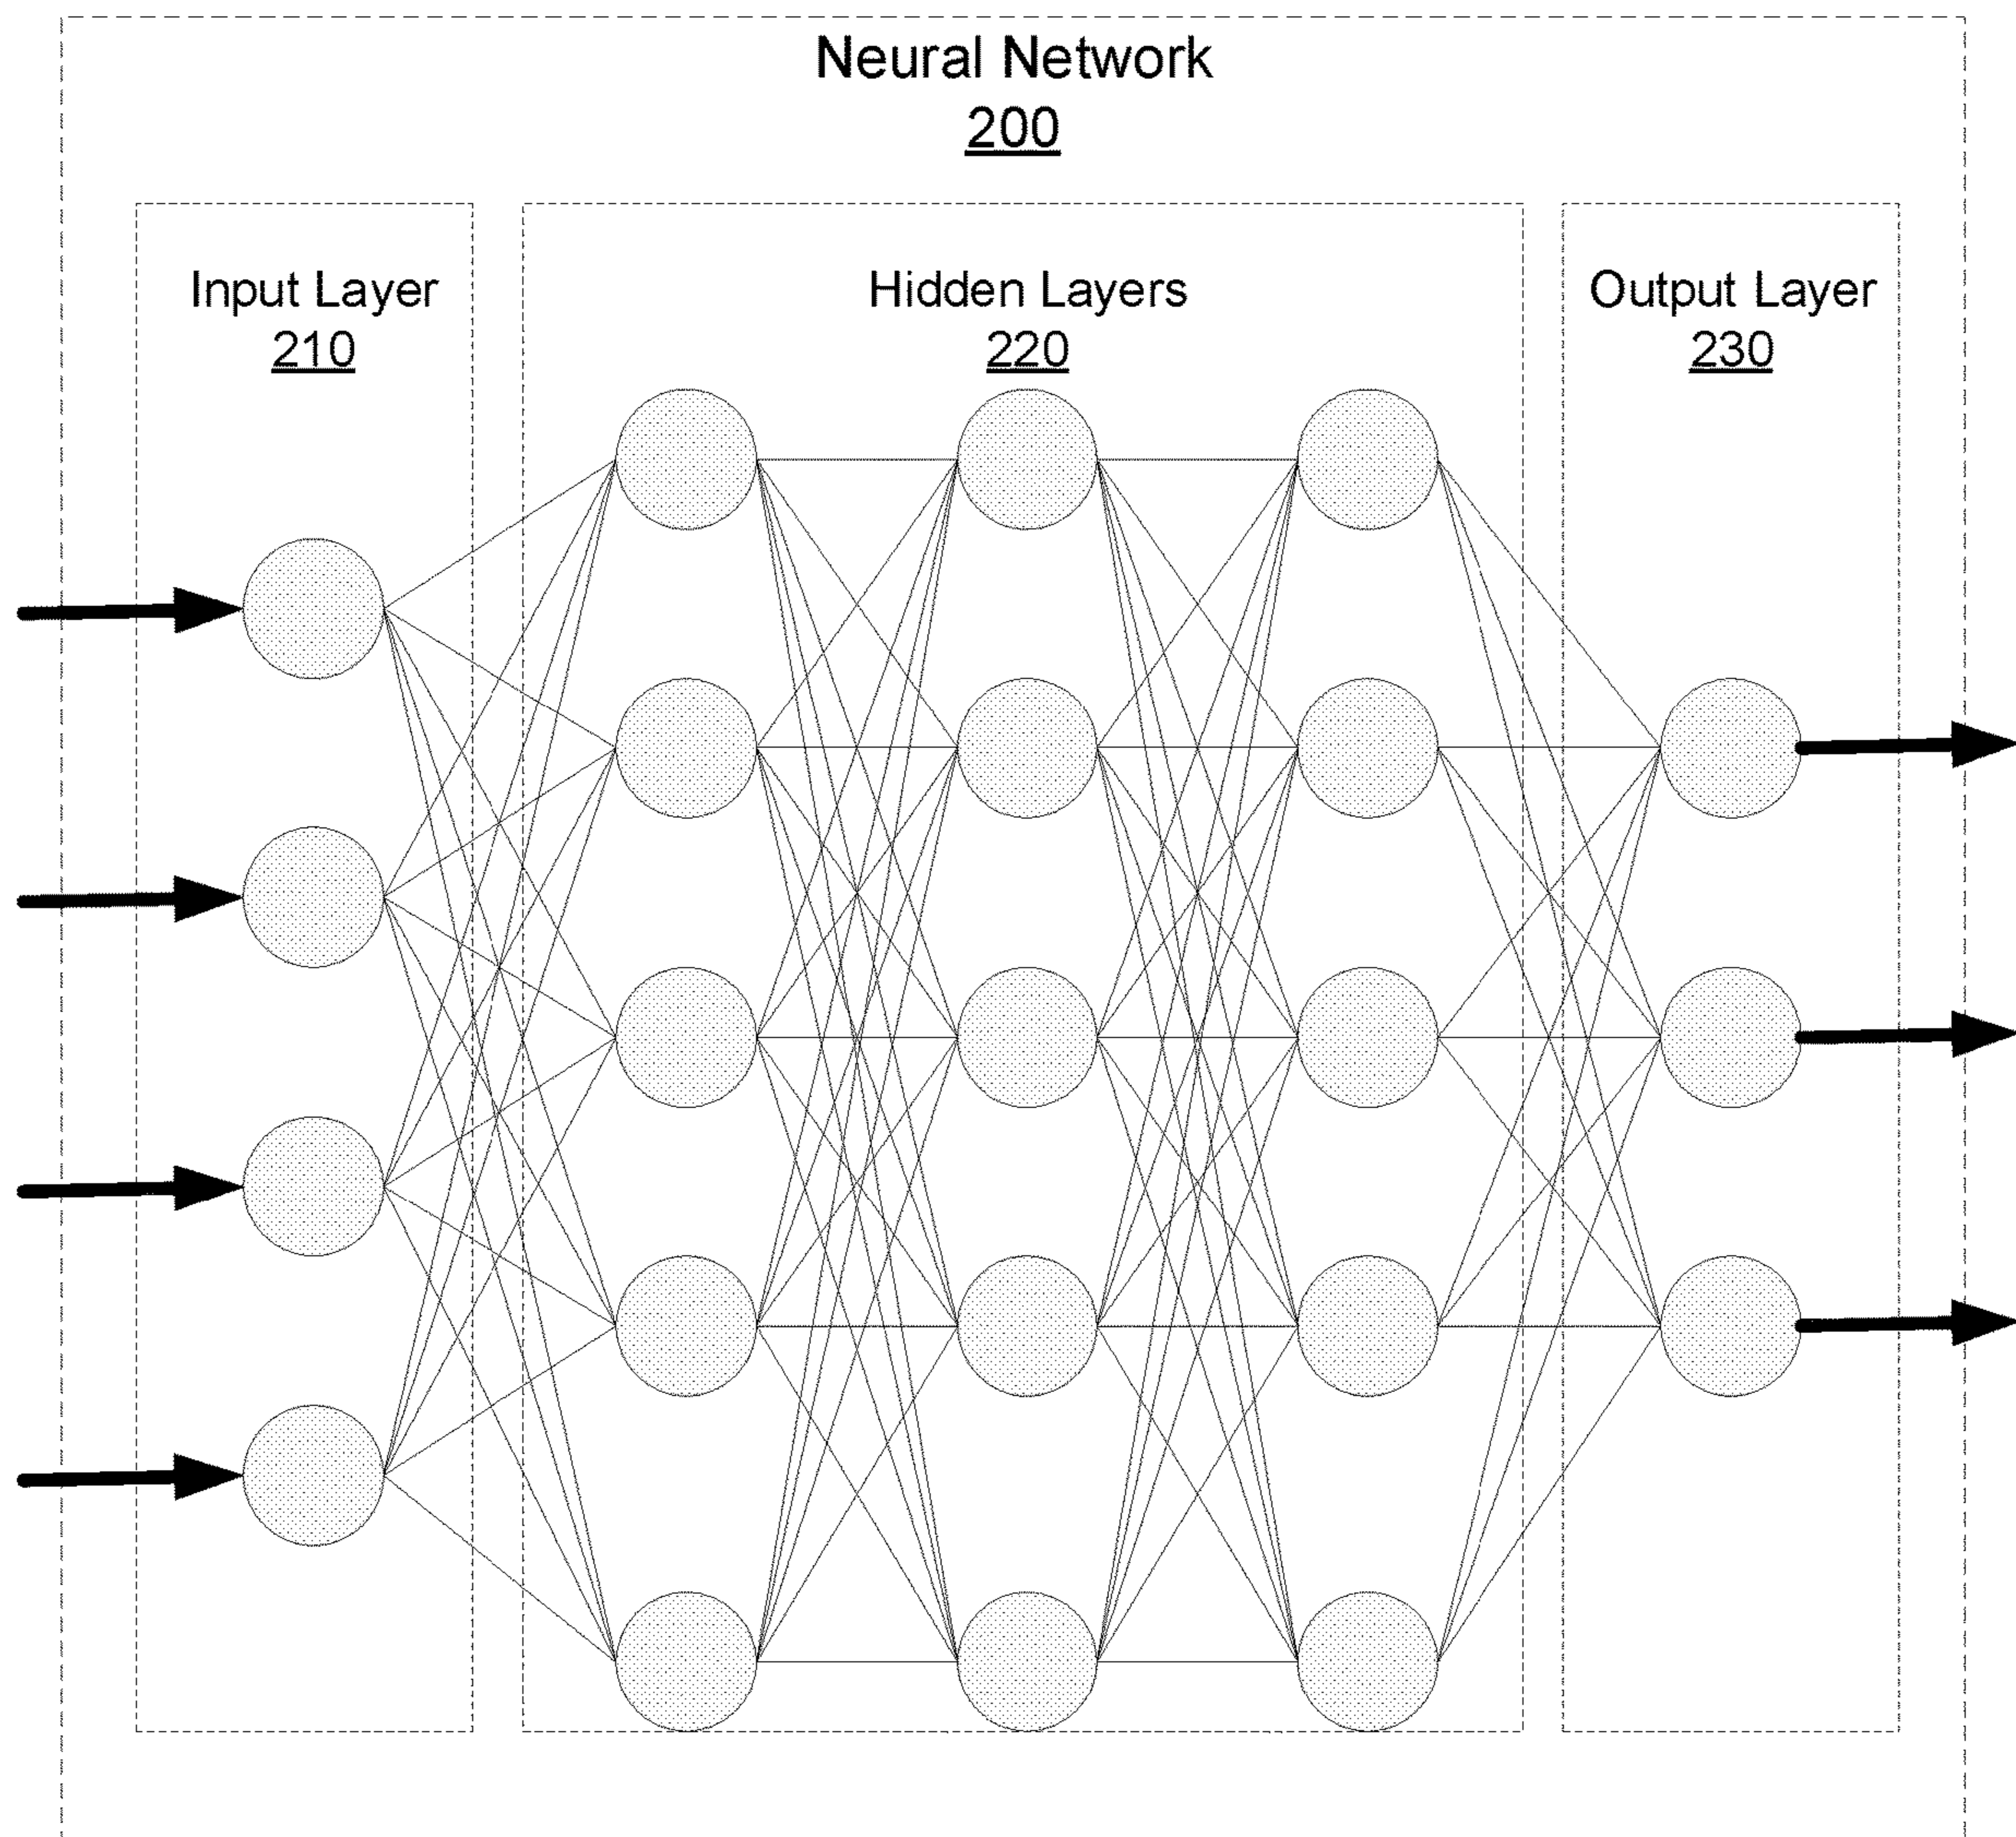 Neural Network
200
Input Layer
210
Hidden Layers
220
Output Layer
230